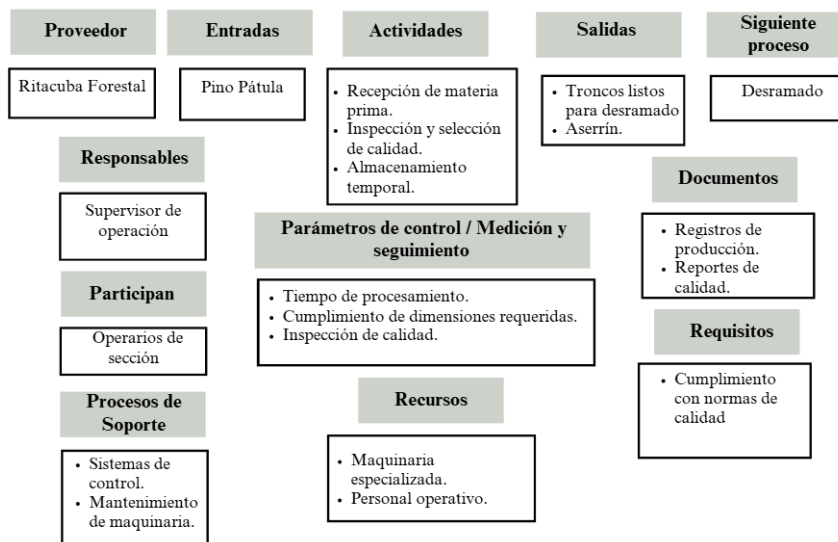 Proveedor
Ritacuba Forestal
Entradas
Pino Pátula
Actividades
• Recepción de materia
prima.
• Inspección y selección
de calidad.
• Almacenamiento
temporal.
Salidas
• Troncos listos
para desramado
• Aserrín.
Siguiente
proceso
Desramado
Responsables
Supervisor de
operación
Parámetros de control / Medición y
seguimiento
• Tiempo de procesamiento.
• Cumplimiento de dimensiones requeridas.
• Inspección de calidad.
Documentos
• Registros de
producción.
• Reportes de
calidad.
Participan
Operarios de
sección
Requisitos
• Cumplimiento
con normas de
calidad
Procesos de
Soporte
• Sistemas de
control.
• Mantenimiento
de maquinaria.
Recursos
• Maquinaria
especializada.
• Personal operativo.